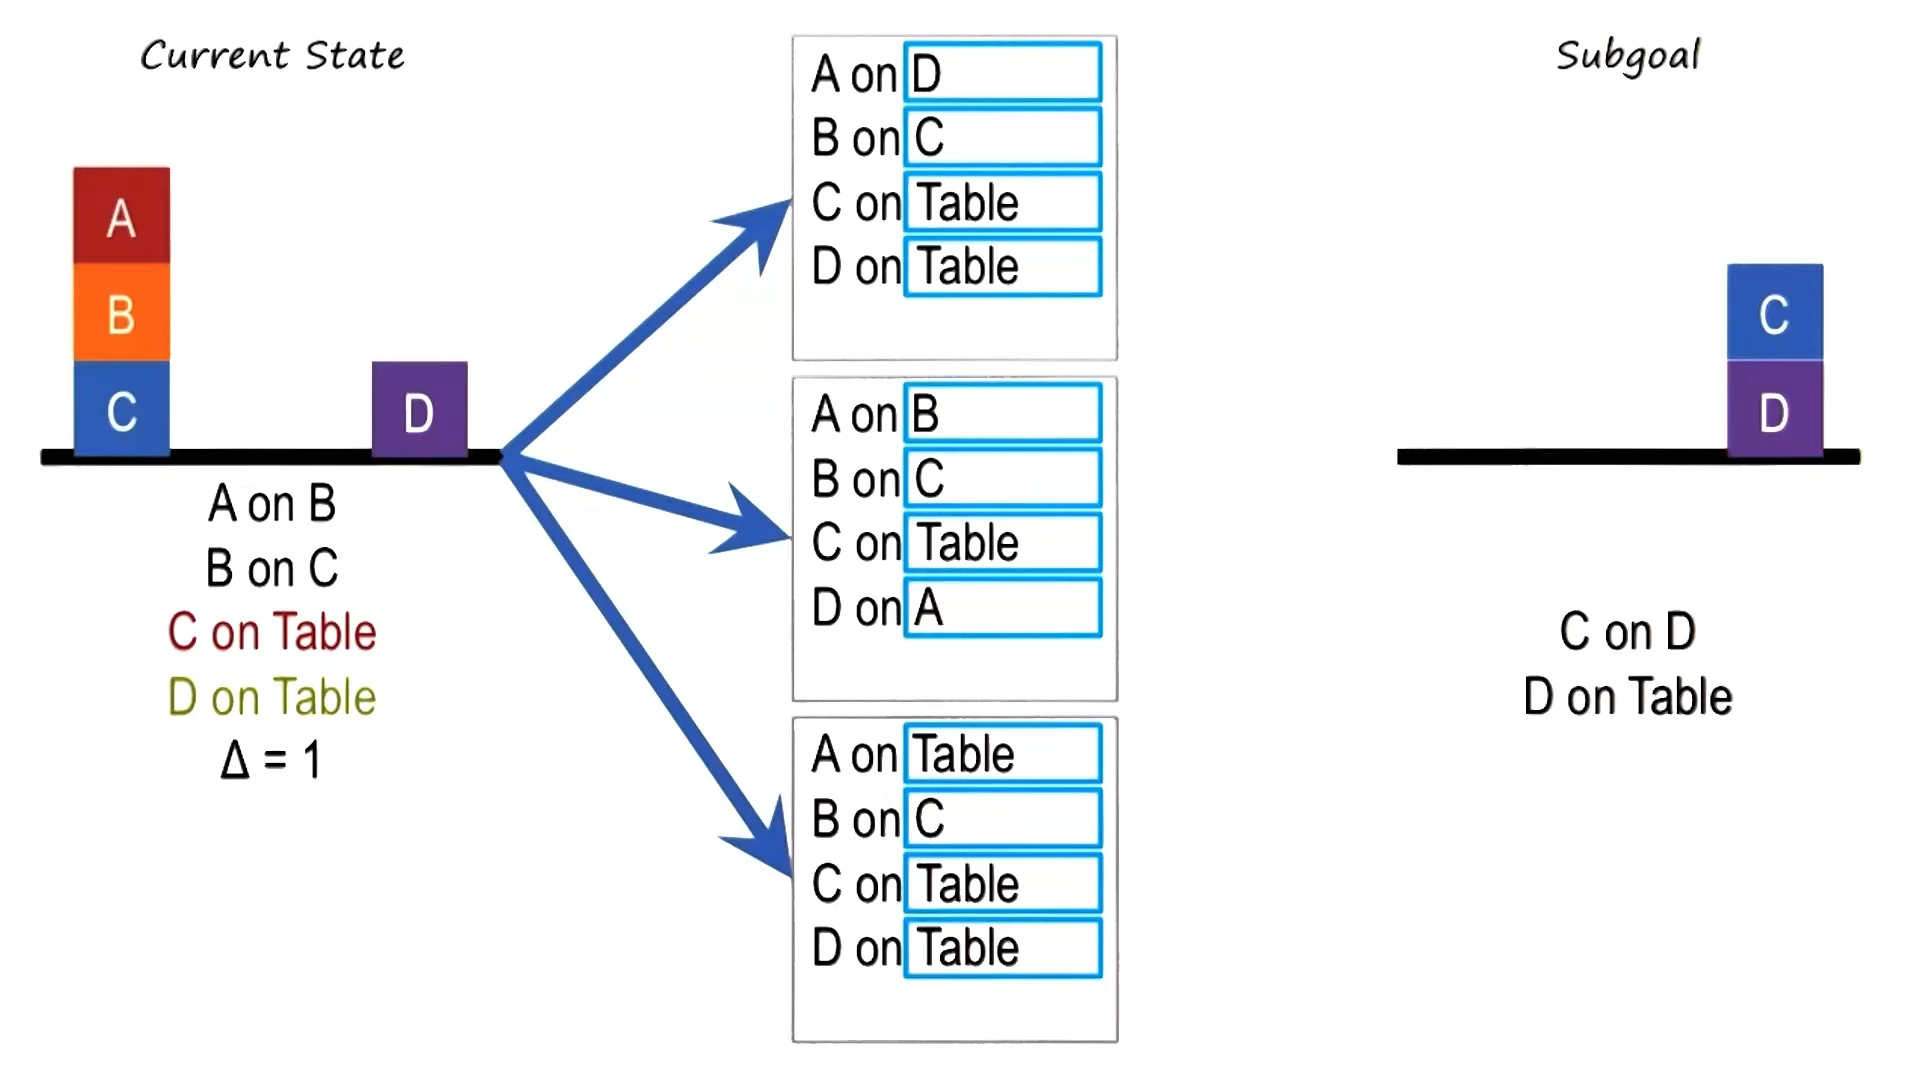 Current State
A
B
C
D
A on B
B on C
C on Table
D on Table
Δ = 1
A on D
B on C
C on Table
D on Table
A on B
B on C
C on Table
D on A
A on Table
B on C
C on Table
D on Table
Subgoal
C
D
C on D
D on Table